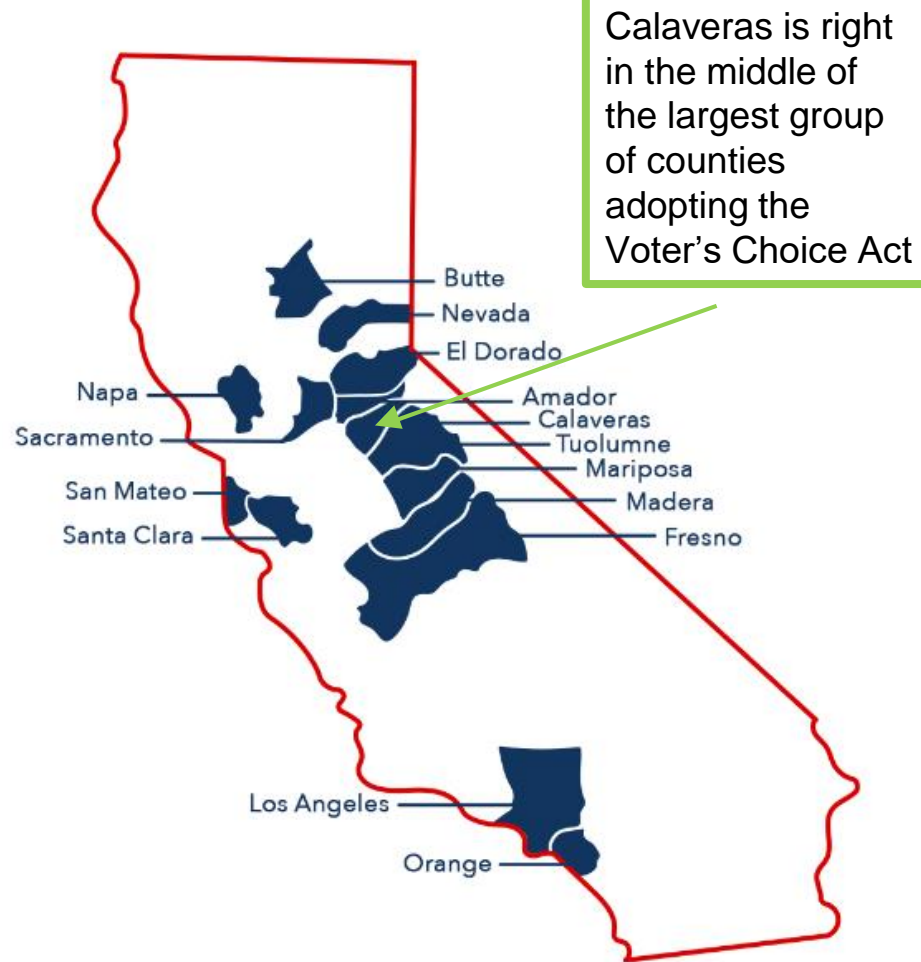 Calaveras is right
in the middle of
the largest group
of counties
adopting the
Voter’s Choice Act
Butte
Nevada
El Dorado
Napa
Amador
Calaveras
Sacramento
Tuolumne
Mariposa
San Mateo
Madera
Santa Clara
Fresno
Los Angeles
Orange